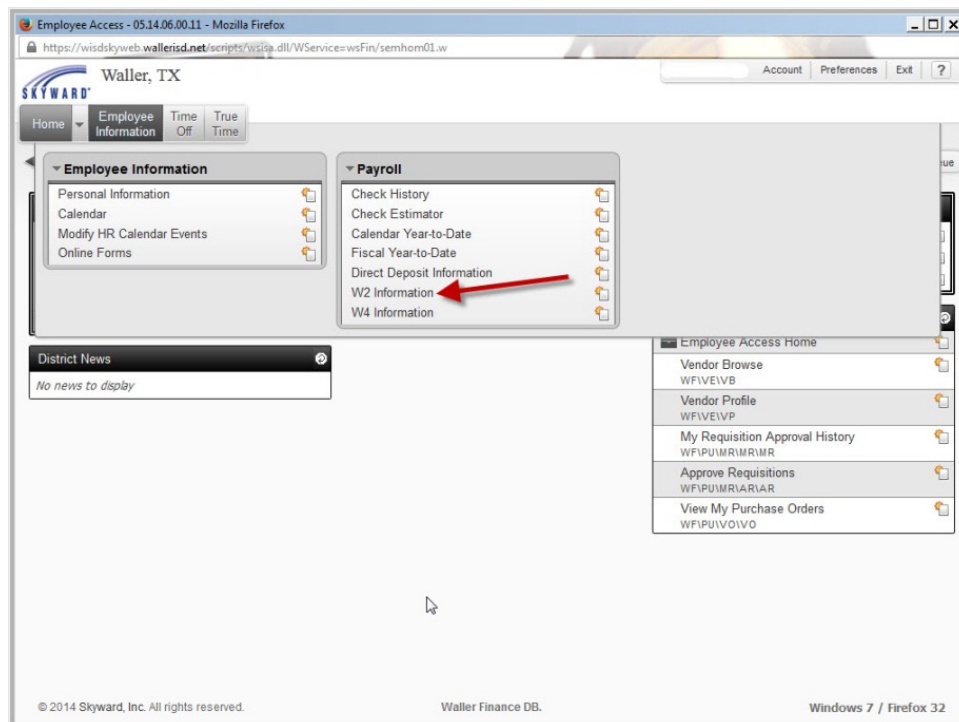 Employee Access - 05.14.06.00.11 - Mozilla Firefox
https://wisdskyweb.wallerisd.net/scripts/wsisa.dll/WService=wsFin/semhom01.w
Waller, TX
SKYWARD
Account Preferences Exit ?
Home Employee Information Time Off True Time
Employee Information
Personal Information
Calendar
Modify HR Calendar Events
Online Forms
Payroll
Check History
Check Estimator
Calendar Year-to-Date
Fiscal Year-to-Date
Direct Deposit Information
W2 Information
W4 Information
District News
No news to display
Employee Access Home
Vendor Browse
WF\VE\VB
Vendor Profile
WF\VE\VP
My Requisition Approval History
WF\PU\MR\MR\MR
Approve Requisitions
WF\PU\MR\AR\AR
View My Purchase Orders
WF\PU\VO\VO
© 2014 Skyward, Inc. All rights reserved.
Waller Finance DB.
Windows 7 / Firefox 32